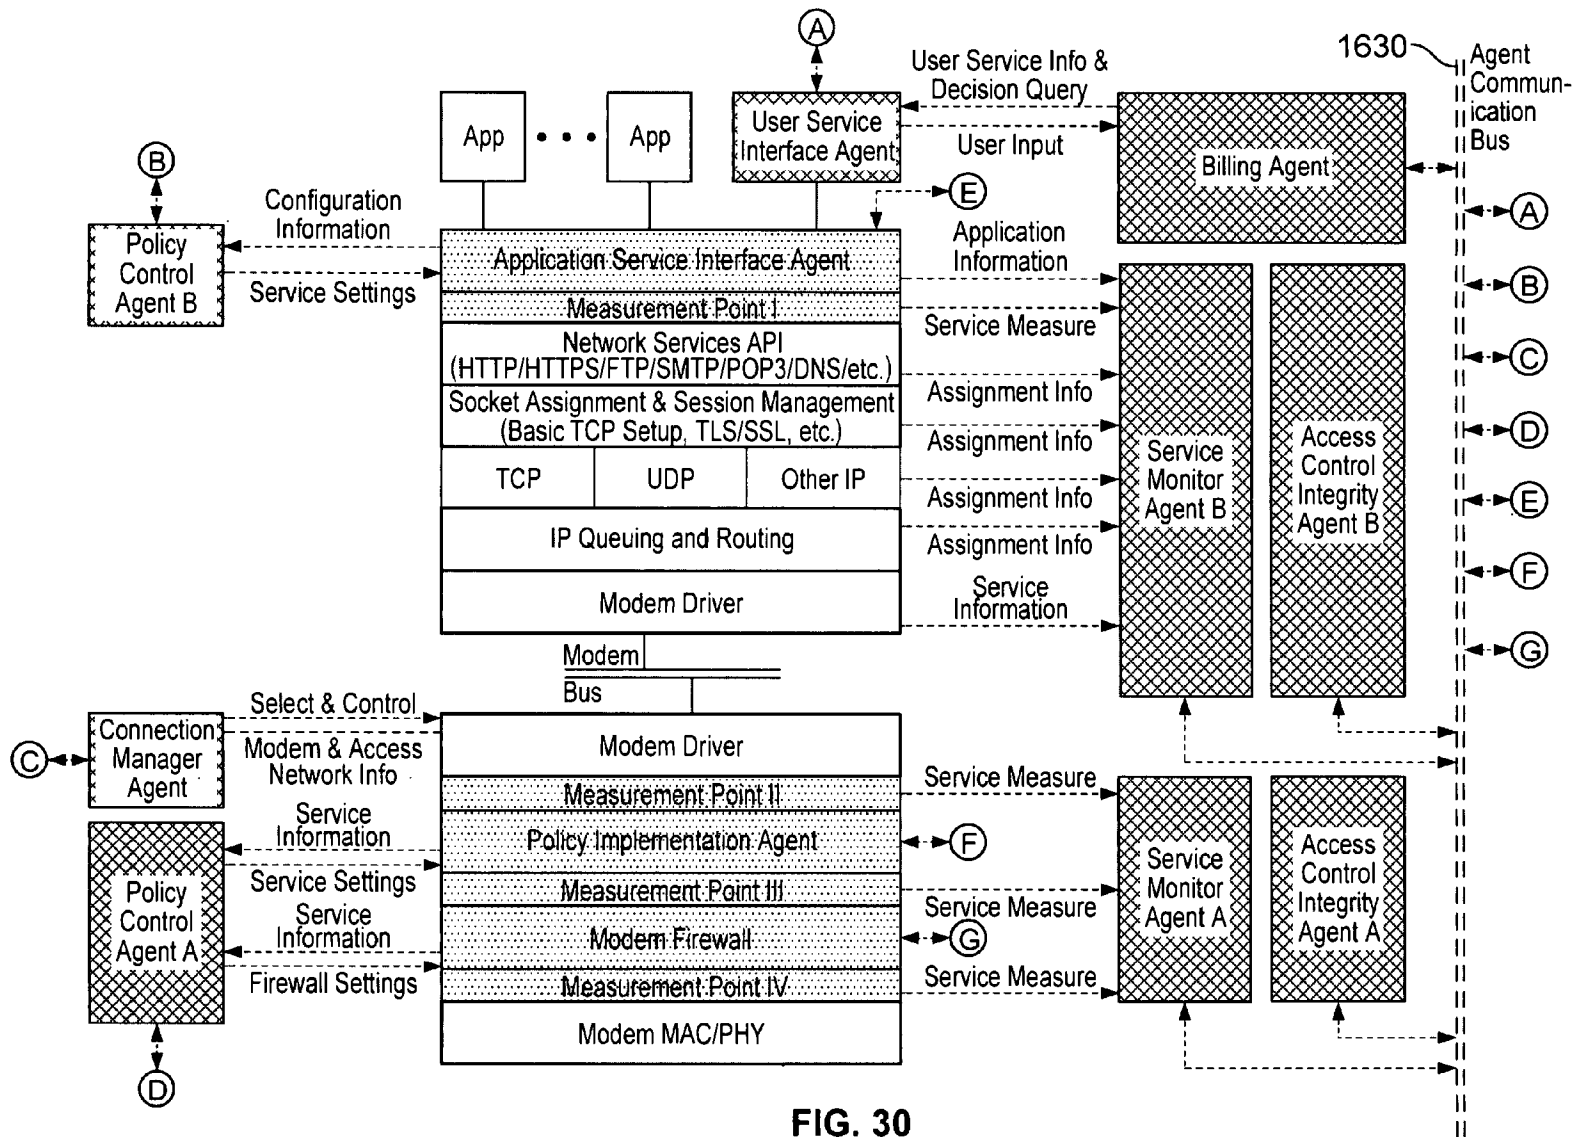 A
1630
Agent
Commun-
ication
Bus
User Service Info &
Decision Query
App
App
User Service
Interface Agent
User Input
Billing Agent
B
E
A
Configuration
Information
Policy
Control
Agent B
Service Settings
Application Service Interface Agent
Application
Information
B
Measurement Point I
Service Measure
Network Services API
(HTTP/HTTPS/FTP/SMTP/POP3/DNS/etc.)
Assignment Info
C
Socket Assignment & Session Management
(Basic TCP Setup, TLS/SSL, etc.)
Assignment Info
D
TCP
UDP
Other IP
Assignment Info
Service
Monitor
Agent B
Access
Control
Integrity
Agent B
E
IP Queuing and Routing
Assignment Info
F
Modem Driver
Service
Information
G
Modem
Bus
Select & Control
Connection
Manager
Agent
C
Modem & Access
Network Info
Modem Driver
Measurement Point II
Service Measure
Service
Information
Policy Implementation Agent
F
Service Settings
Policy
Control
Agent A
Measurement Point III
Service Measure
Service
Monitor
Agent A
Access
Control
Integrity
Agent A
Service
Information
Modem Firewall
G
Firewall Settings
Measurement Point IV
Service Measure
Modem MAC/PHY
D
FIG. 30